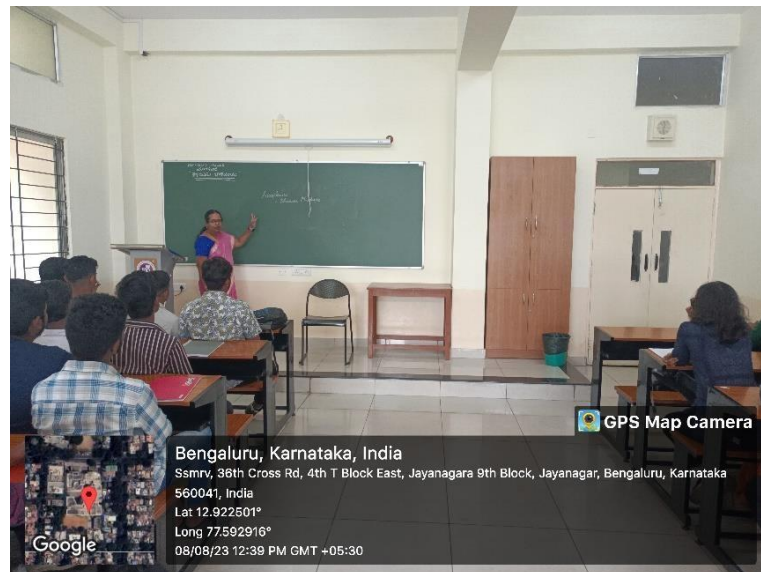 GPS Map Camera
Bengaluru, Karnataka, India
Ssmrv, 36th Cross Rd, 4th T Block East, Jayanagara 9th Block, Jayanagar, Bengaluru, Karnataka
560041, India
Lat 12.922501°
Long 77.592916°
08/08/23 12:39 PM GMT +05:30
Google